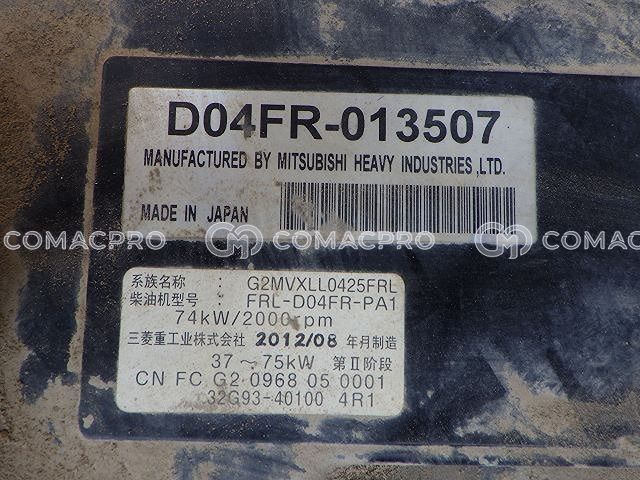 D04FR-013507
MANUFACTURED BY MITSUBISHI HEAVY INDUSTRIES ,LTD.
MADE IN JAPAN
COMACPRO COMACPRO
系族名称 : G2MVXLL0425FRL
柴油机型号 : FRL-D04FR-PA1
74kW/2000rpm
三菱重工业株式会社 2012/08 年月制造
37～75kW 第Ⅱ阶段
CN FC G2 0968 05 0001
32G93-40100 4R1